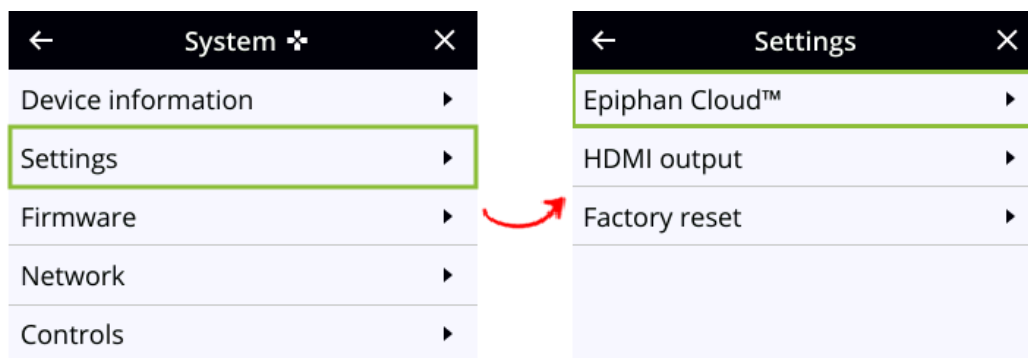 System
Device information
Settings
Firmware
Network
Controls
Settings
Epiphan Cloud™
HDMI output
Factory reset